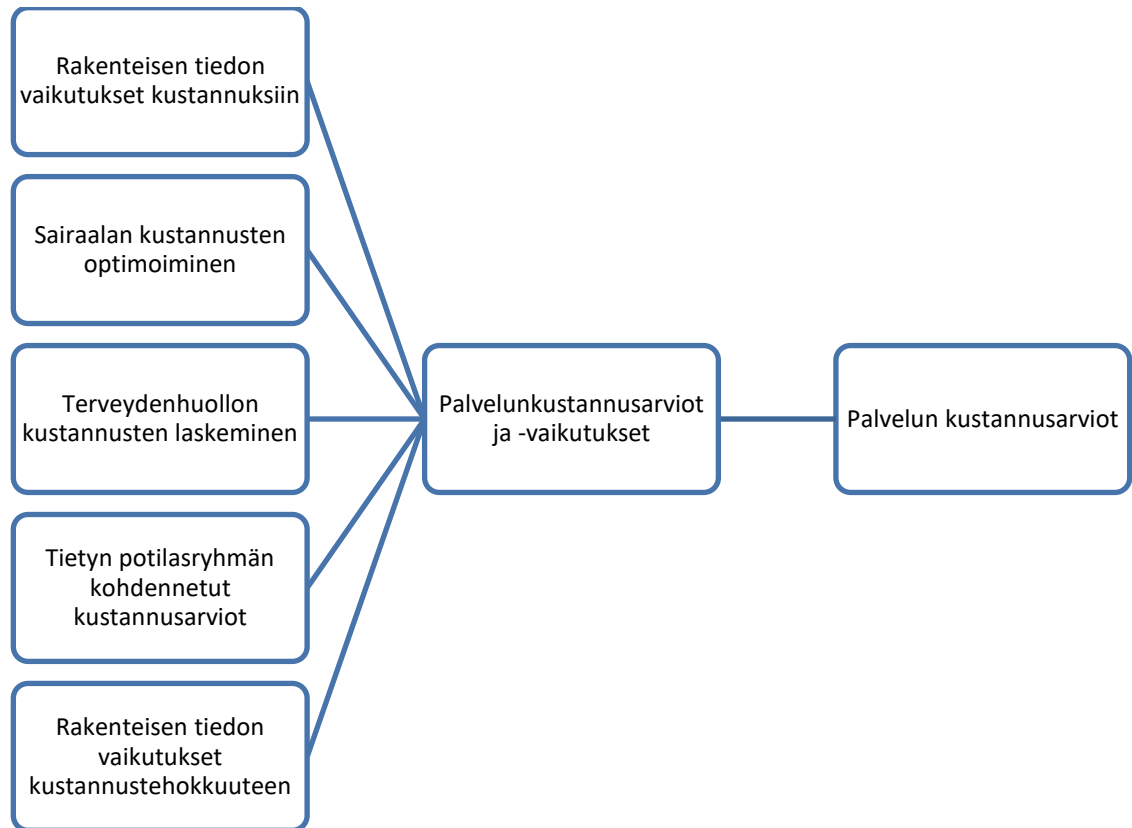 Rakenteisen tiedon
vaikutukset kustannuksiin
Sairaalan kustannusten
optimoiminen
Terveydenhuollon
kustannusten laskeminen
Tietyn potilasryhmän
kohdennetut
kustannusarviot
Rakenteisen tiedon
vaikutukset
kustannustehokkuuteen
Palvelunkustannusarviot
ja -vaikutukset
Palvelun kustannusarviot